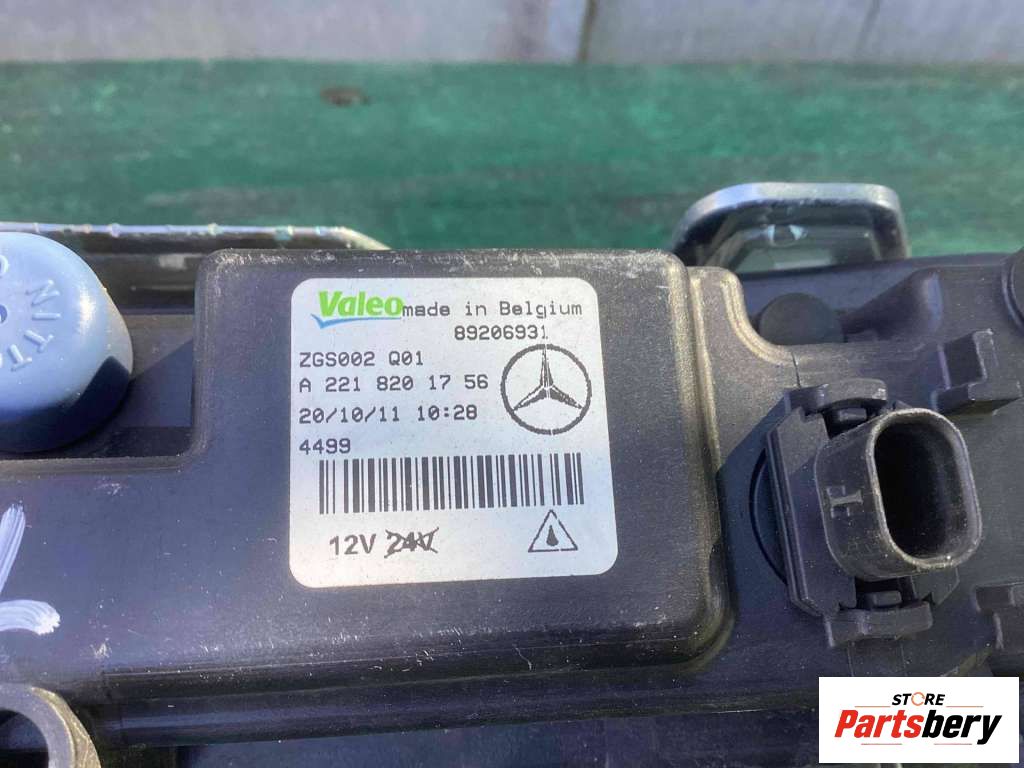 Valeo made in Belgium
89206931
ZGS002 Q01
A 221 820 17 56
20/10/11 10:28
4499
12V 24V
F
STORE
Partsbery